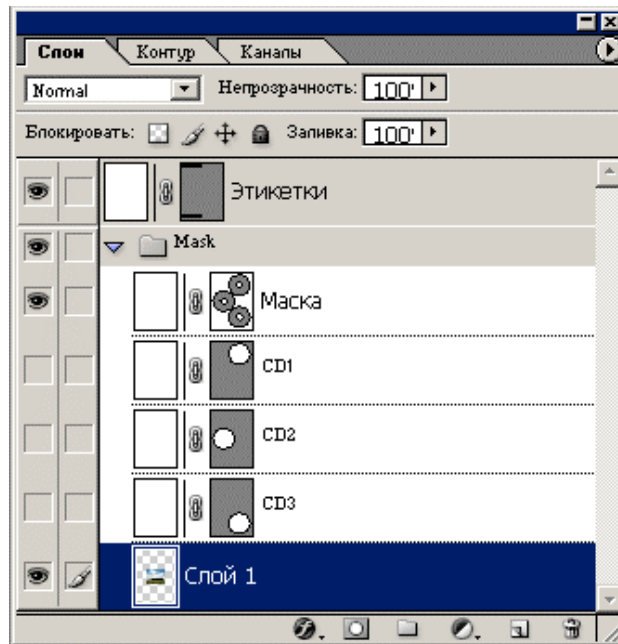 Слои Контур Каналы
Normal Непрозрачность: 100%
Блокировать: Заливка: 100%
Этикетки
Mask
Маска
CD1
CD2
CD3
Слой 1